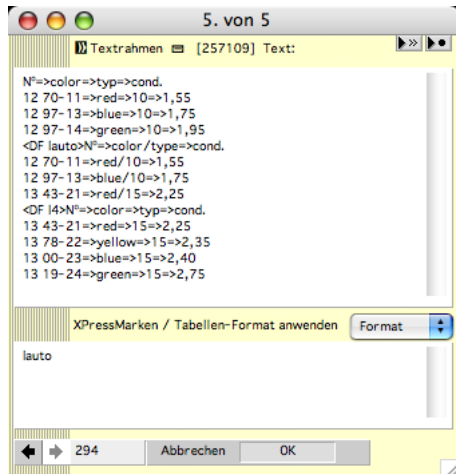 5. von 5
Textrahmen [257109] Text:
N°=>color=>typ=>cond.
12 70-11=>red=>10=>1,55
12 97-13=>blue=>10=>1,75
12 97-14=>green=>10=>1,95
<DF lauto>N°=>color/type=>cond.
12 70-11=>red/10=>1,55
12 97-13=>blue/10=>1,75
13 43-21=>red/15=>2,25
<DF l4>N°=>color=>typ=>cond.
13 43-21=>red=>15=>2,25
13 78-22=>yellow=>15=>2,35
13 00-23=>blue=>15=>2,40
13 19-24=>green=>15=>2,75
XPressMarken / Tabellen-Format anwenden Format
lauto
294 Abbrechen OK